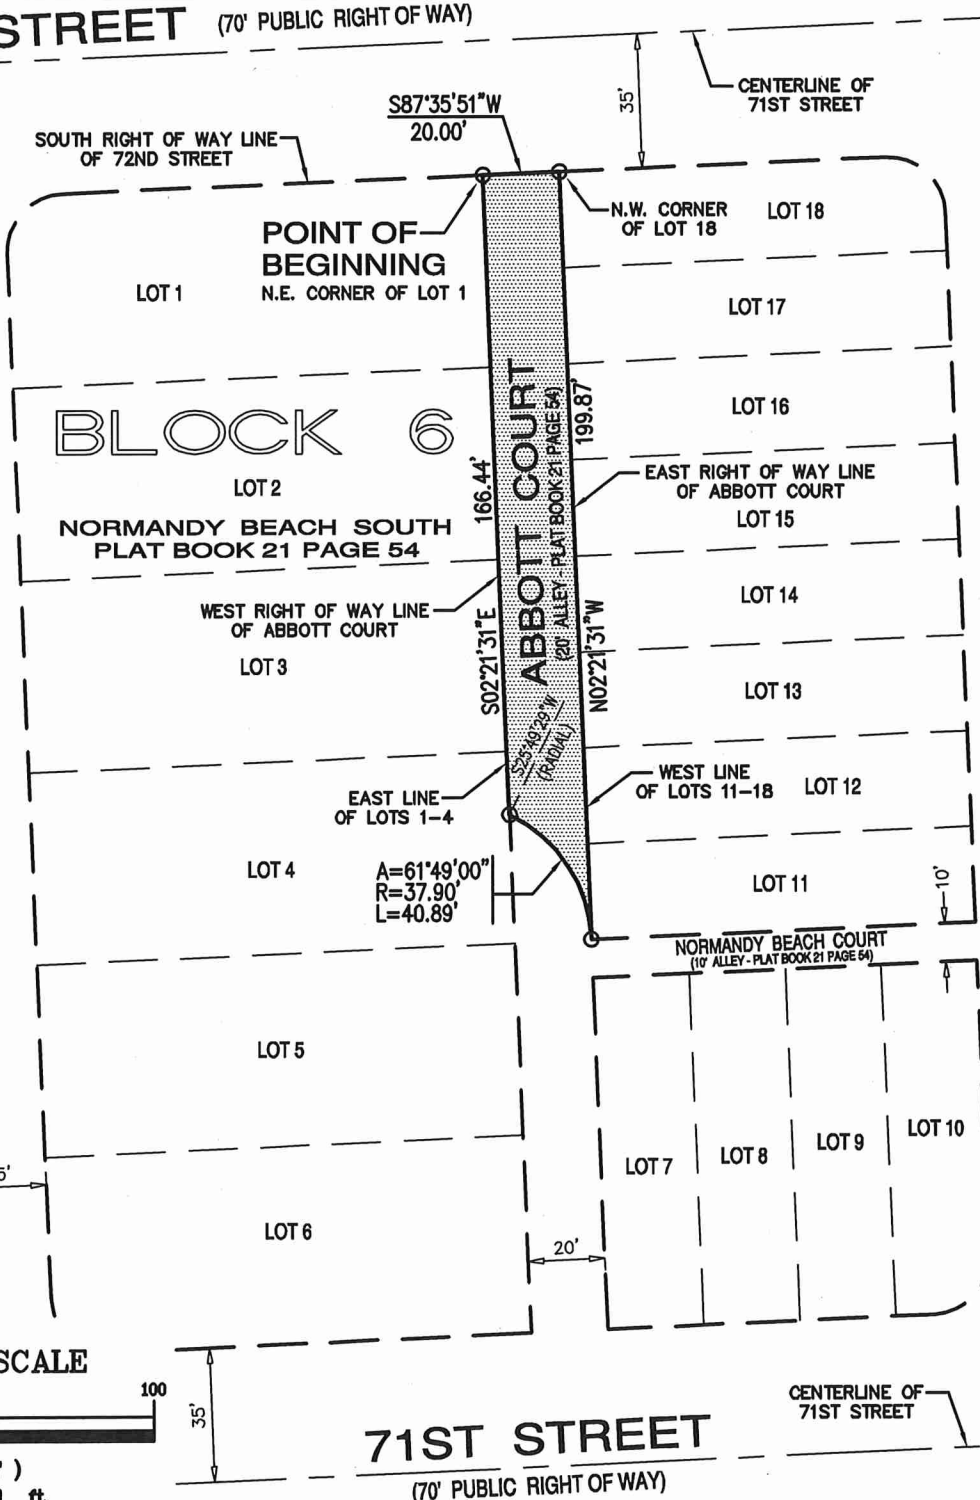 STREET (70' PUBLIC RIGHT OF WAY)
35'
CENTERLINE OF
71ST STREET
S87°35'51"W
20.00'
SOUTH RIGHT OF WAY LINE
OF 72ND STREET
POINT OF
BEGINNING
N.E. CORNER OF LOT 1
N.W. CORNER
OF LOT 18
LOT 18
LOT 1
LOT 17
BLOCK 6
LOT 2
NORMANDY BEACH SOUTH
PLAT BOOK 21 PAGE 54
166.44'
S02°21'31"E
ABBOTT COURT
(20' ALLEY - PLAT BOOK 21 PAGE 54)
199.87'
N02°21'31"W
LOT 16
EAST RIGHT OF WAY LINE
OF ABBOTT COURT
LOT 15
WEST RIGHT OF WAY LINE
OF ABBOTT COURT
LOT 14
LOT 3
LOT 13
S25°49'29"W
(RADIAL)
EAST LINE
OF LOTS 1-4
WEST LINE
OF LOTS 11-18
LOT 12
LOT 4
A=61°49'00"
R=37.90'
L=40.89'
LOT 11
10'
NORMANDY BEACH COURT
(10' ALLEY - PLAT BOOK 21 PAGE 54)
LOT 5
LOT 7
LOT 8
LOT 9
LOT 10
5'
LOT 6
20'
SCALE
100
35'
71ST STREET
(70' PUBLIC RIGHT OF WAY)
CENTERLINE OF
71ST STREET
' )
ft.